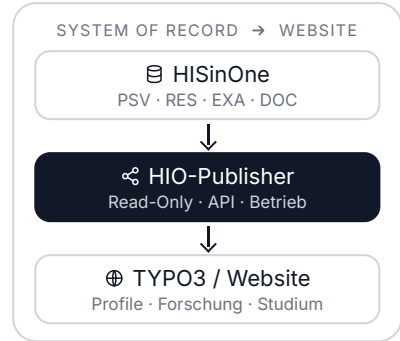 SYSTEM OF RECORD → WEBSITE
HISinOne
PSV · RES · EXA · DOC
HIO-Publisher
Read-Only · API · Betrieb
TYPO3 / Website
Profile · Forschung · Studium